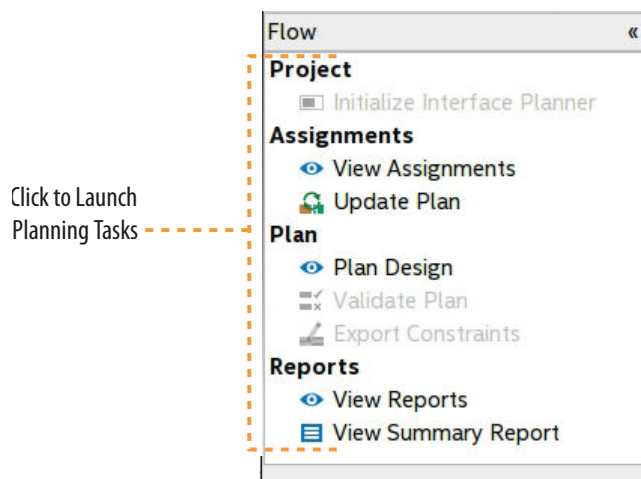 Flow «
Project
Initialize Interface Planner
Assignments
View Assignments
Update Plan
Click to Launch
Planning Tasks
Plan
Plan Design
Validate Plan
Export Constraints
Reports
View Reports
View Summary Report